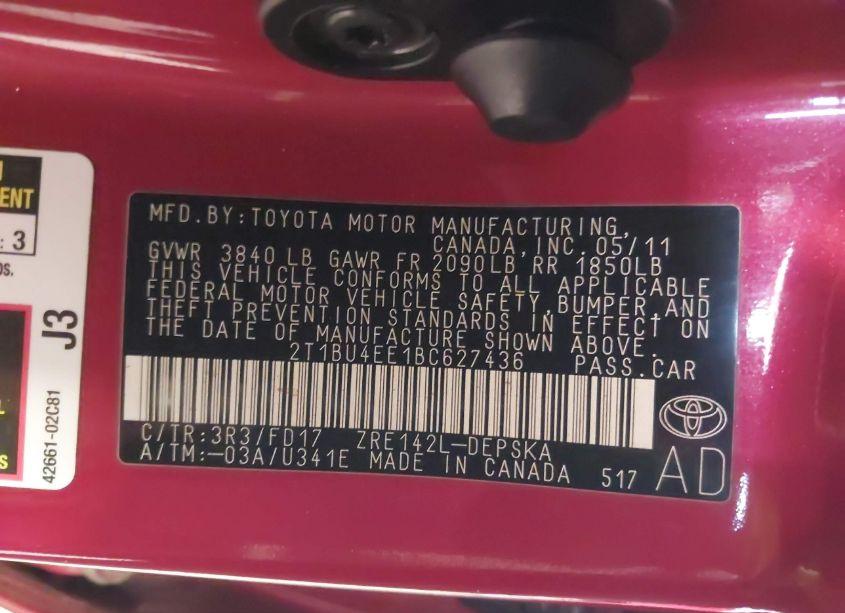 MFD. BY: TOYOTA MOTOR MANUFACTURING,
CANADA, INC. 05/11
GVWR 3840 LB GAWR FR 2090LB RR 1850LB
THIS VEHICLE CONFORMS TO ALL APPLICABLE
FEDERAL MOTOR VEHICLE SAFETY, BUMPER, AND
THEFT PREVENTION STANDARDS IN EFFECT ON
THE DATE OF MANUFACTURE SHOWN ABOVE.
2T1BU4EE1BC627436 PASS. CAR
C/TR: 3R3/FD17 ZRE142L-DEPSKA
A/TM: -03A/U341E MADE IN CANADA 517 AD
: 3
J3
42661-02C81